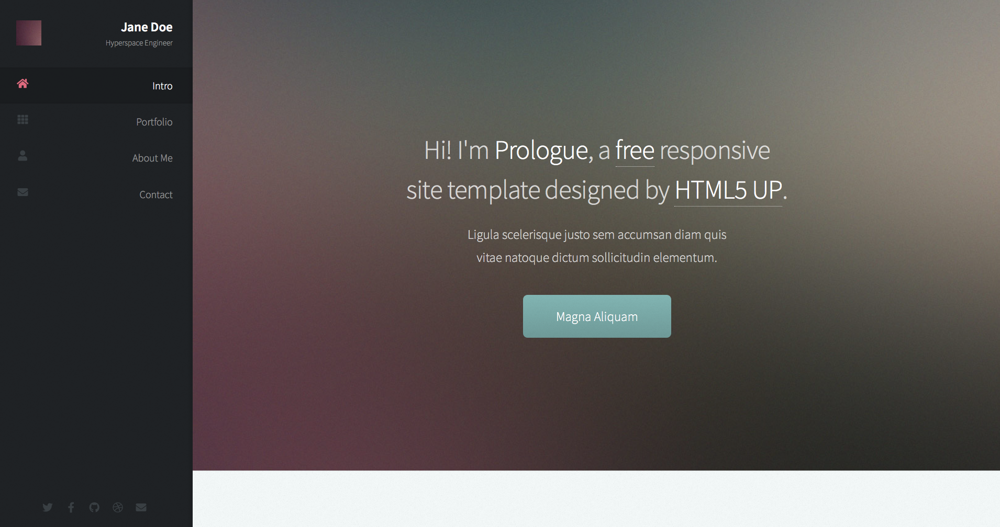 Jane Doe
Hyperspace Engineer
Intro
Portfolio
About Me
Contact
Hi! I'm Prologue, a free responsive
site template designed by HTML5 UP.
Ligula scelerisque justo sem accumsan diam quis
vitae natoque dictum sollicitudin elementum.
Magna Aliquam